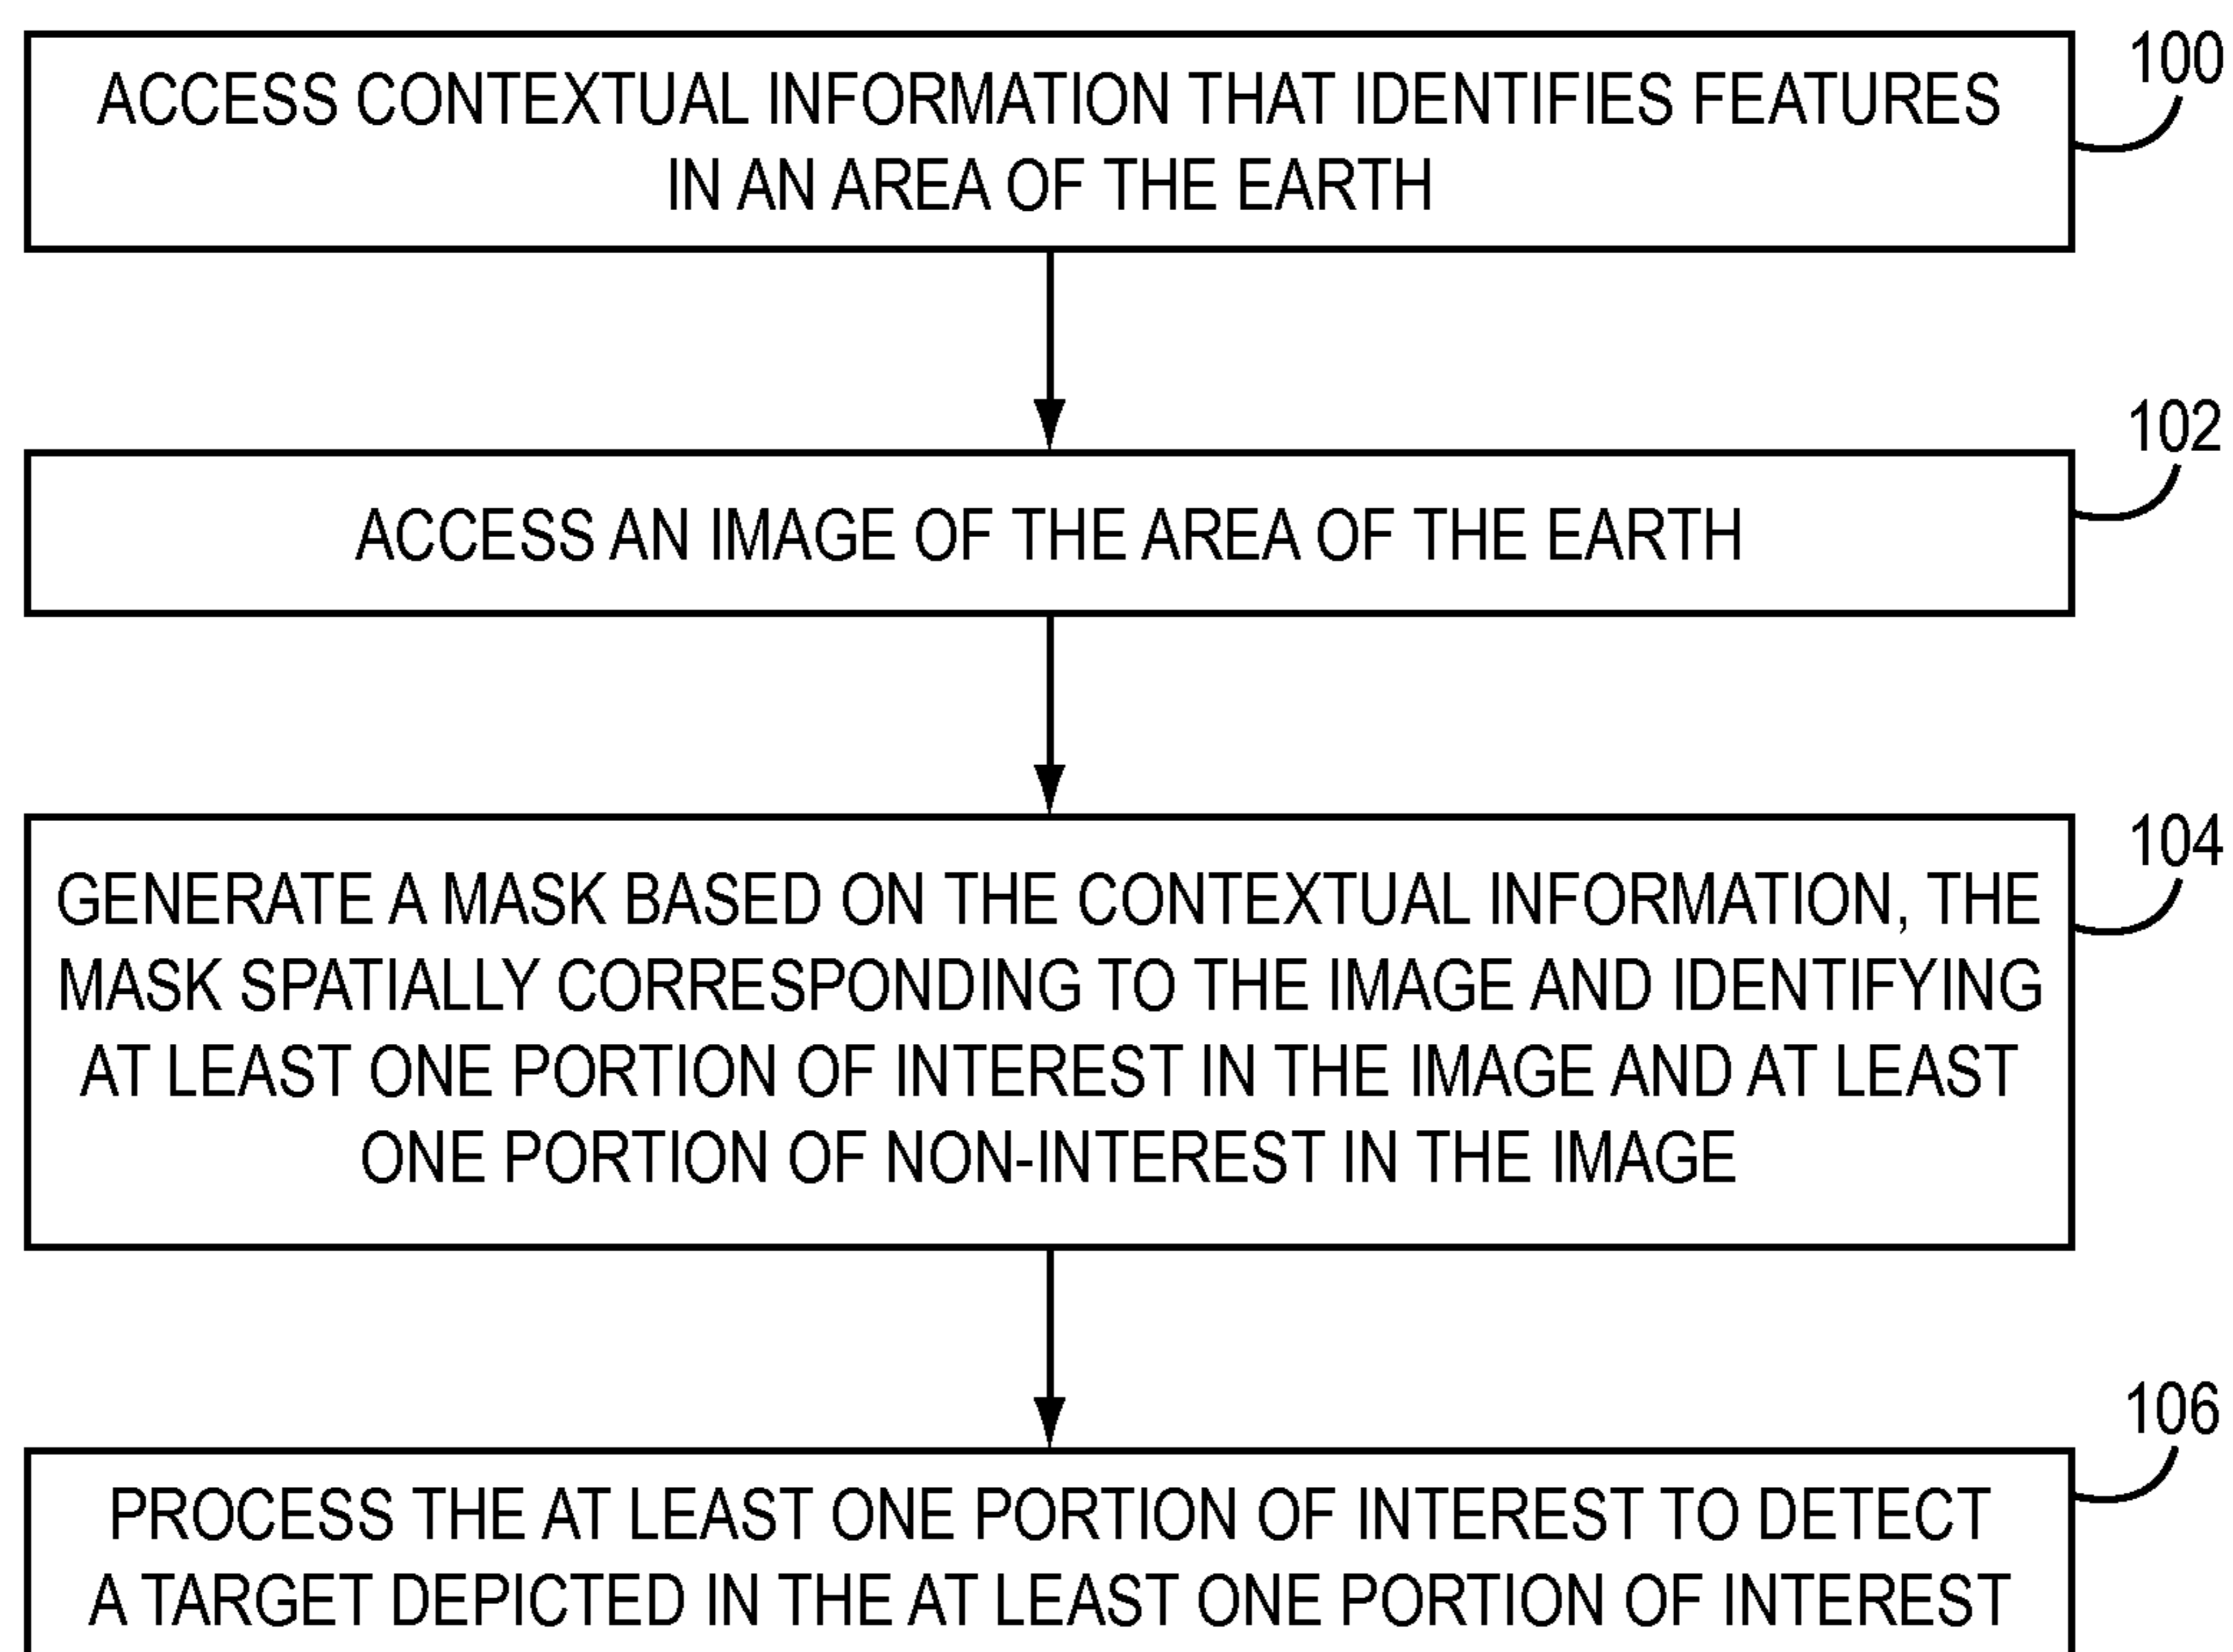 100
ACCESS CONTEXTUAL INFORMATION THAT IDENTIFIES FEATURES
IN AN AREA OF THE EARTH
102
ACCESS AN IMAGE OF THE AREA OF THE EARTH
104
GENERATE A MASK BASED ON THE CONTEXTUAL INFORMATION, THE
MASK SPATIALLY CORRESPONDING TO THE IMAGE AND IDENTIFYING
AT LEAST ONE PORTION OF INTEREST IN THE IMAGE AND AT LEAST
ONE PORTION OF NON-INTEREST IN THE IMAGE
106
PROCESS THE AT LEAST ONE PORTION OF INTEREST TO DETECT
A TARGET DEPICTED IN THE AT LEAST ONE PORTION OF INTEREST